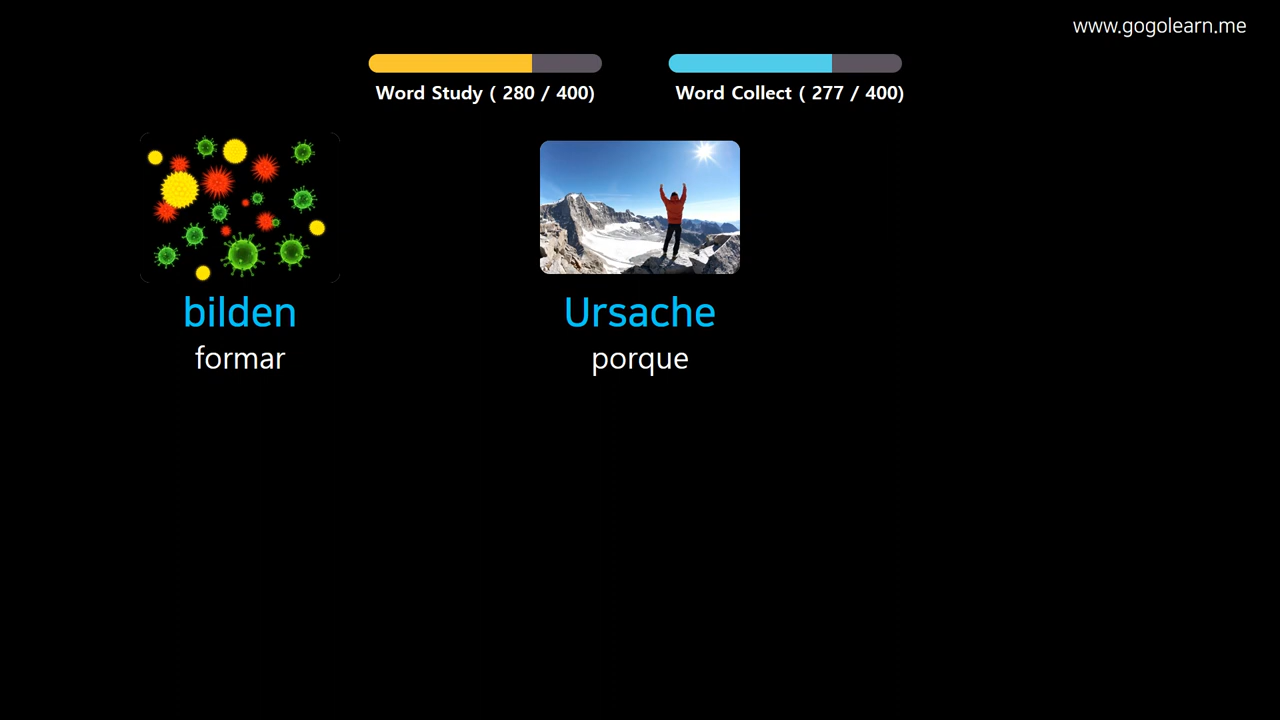 www.gogolearn.me
Word Study ( 280 / 400)
Word Collect ( 277 / 400)
bilden
formar
Ursache
porque